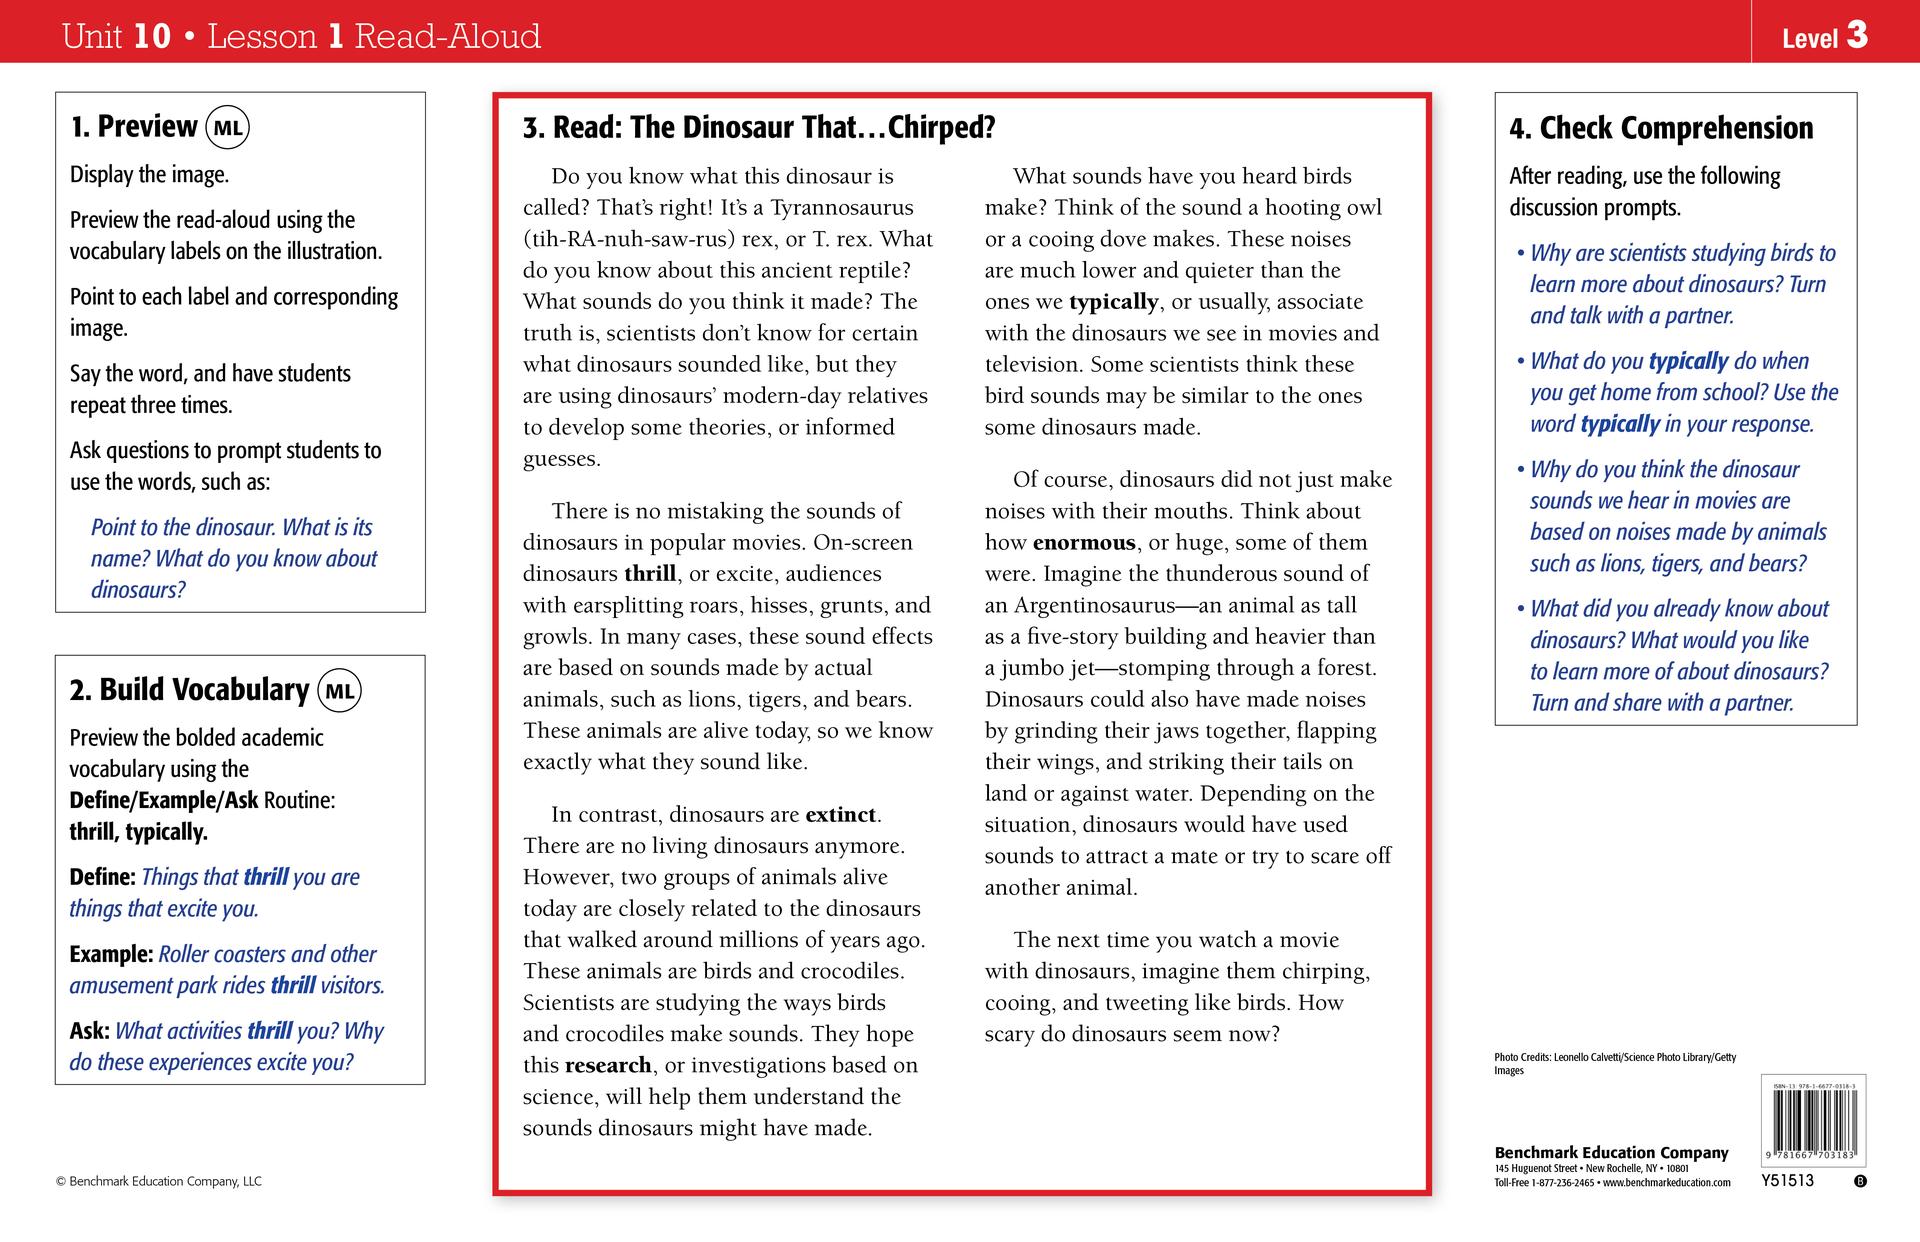 Unit 10 • Lesson 1 Read-Aloud
Level 3
1. Preview ML
Display the image.
Preview the read-aloud using the
vocabulary labels on the illustration.
Point to each label and corresponding
image.
Say the word, and have students
repeat three times.
Ask questions to prompt students to
use the words, such as:
Point to the dinosaur. What is its
name? What do you know about
dinosaurs?
2. Build Vocabulary ML
Preview the bolded academic
vocabulary using the
Define/Example/Ask Routine:
thrill, typically.
Define: Things that thrill you are
things that excite you.
Example: Roller coasters and other
amusement park rides thrill visitors.
Ask: What activities thrill you? Why
do these experiences excite you?
© Benchmark Education Company, LLC
3. Read: The Dinosaur That…Chirped?
Do you know what this dinosaur is
called? That's right! It's a Tyrannosaurus
(tih-RA-nuh-saw-rus) rex, or T. rex. What
do you know about this ancient reptile?
What sounds do you think it made? The
truth is, scientists don't know for certain
what dinosaurs sounded like, but they
are using dinosaurs' modern-day relatives
to develop some theories, or informed
guesses.
There is no mistaking the sounds of
dinosaurs in popular movies. On-screen
dinosaurs thrill, or excite, audiences
with earsplitting roars, hisses, grunts, and
growls. In many cases, these sound effects
are based on sounds made by actual
animals, such as lions, tigers, and bears.
These animals are alive today, so we know
exactly what they sound like.
In contrast, dinosaurs are extinct.
There are no living dinosaurs anymore.
However, two groups of animals alive
today are closely related to the dinosaurs
that walked around millions of years ago.
These animals are birds and crocodiles.
Scientists are studying the ways birds
and crocodiles make sounds. They hope
this research, or investigations based on
science, will help them understand the
sounds dinosaurs might have made.
What sounds have you heard birds
make? Think of the sound a hooting owl
or a cooing dove makes. These noises
are much lower and quieter than the
ones we typically, or usually, associate
with the dinosaurs we see in movies and
television. Some scientists think these
bird sounds may be similar to the ones
some dinosaurs made.
Of course, dinosaurs did not just make
noises with their mouths. Think about
how enormous, or huge, some of them
were. Imagine the thunderous sound of
an Argentinosaurus—an animal as tall
as a five-story building and heavier than
a jumbo jet—stomping through a forest.
Dinosaurs could also have made noises
by grinding their jaws together, flapping
their wings, and striking their tails on
land or against water. Depending on the
situation, dinosaurs would have used
sounds to attract a mate or try to scare off
another animal.
The next time you watch a movie
with dinosaurs, imagine them chirping,
cooing, and tweeting like birds. How
scary do dinosaurs seem now?
4. Check Comprehension
After reading, use the following
discussion prompts.
• Why are scientists studying birds to
learn more about dinosaurs? Turn
and talk with a partner.
• What do you typically do when
you get home from school? Use the
word typically in your response.
• Why do you think the dinosaur
sounds we hear in movies are
based on noises made by animals
such as lions, tigers, and bears?
• What did you already know about
dinosaurs? What would you like
to learn more of about dinosaurs?
Turn and share with a partner.
Photo Credits: Leonello Calvetti/Science Photo Library/Getty
Images
Benchmark Education Company
145 Huguenot Street • New Rochelle, NY • 10801
Toll-Free 1-877-236-2465 • www.benchmarkeducation.com
ISBN-13 978-1-6677-0318-3
9 781667 703183
Y51513
B